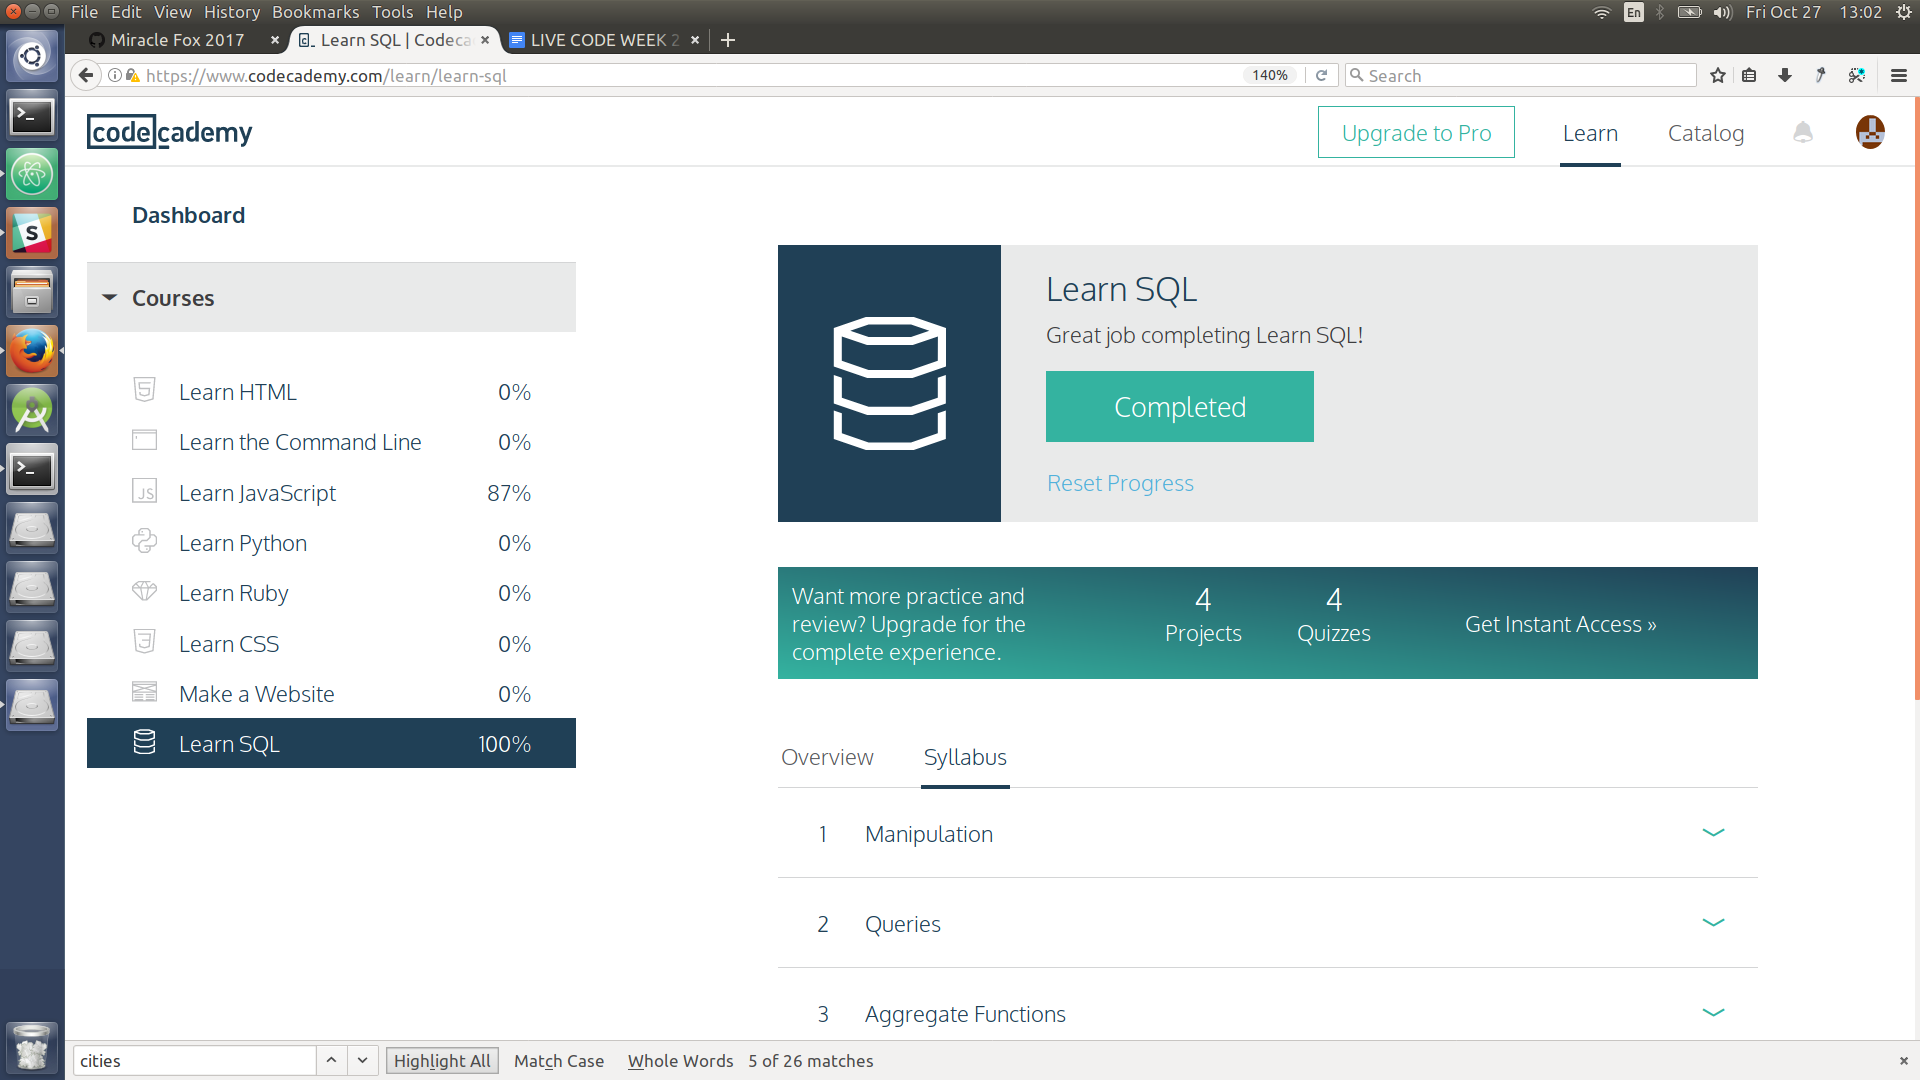 File Edit View History Bookmarks Tools Help
En
Fri Oct 27 13:02
Miracle Fox 2017
Learn SQL | Codeca
LIVE CODE WEEK 2
https://www.codecademy.com/learn/learn-sql
140%
Search
codecademy
Upgrade to Pro
Learn
Catalog
Dashboard
Courses
Learn HTML 0%
Learn the Command Line 0%
JS Learn JavaScript 87%
Learn Python 0%
Learn Ruby 0%
Learn CSS 0%
Make a Website 0%
Learn SQL 100%
Learn SQL
Great job completing Learn SQL!
Completed
Reset Progress
Want more practice and
review? Upgrade for the
complete experience.
4
Projects
4
Quizzes
Get Instant Access »
Overview
Syllabus
1 Manipulation
2 Queries
3 Aggregate Functions
cities
Highlight All
Match Case
Whole Words
5 of 26 matches